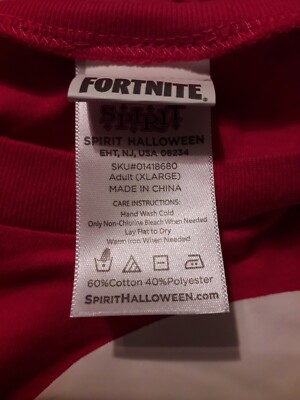 FORTNITE.
SPIRIT
SPIRIT HALLOWEEN
EHT, NJ, USA 08234
SKU#01418680
Adult (XLARGE)
MADE IN CHINA
CARE INSTRUCTIONS:
Hand Wash Cold
Only Non-Chlorine Bleach When Needed
Lay Flat to Dry
Warm Iron When Needed
60%Cotton 40%Polyester
SPIRITHALLOWEEN.com